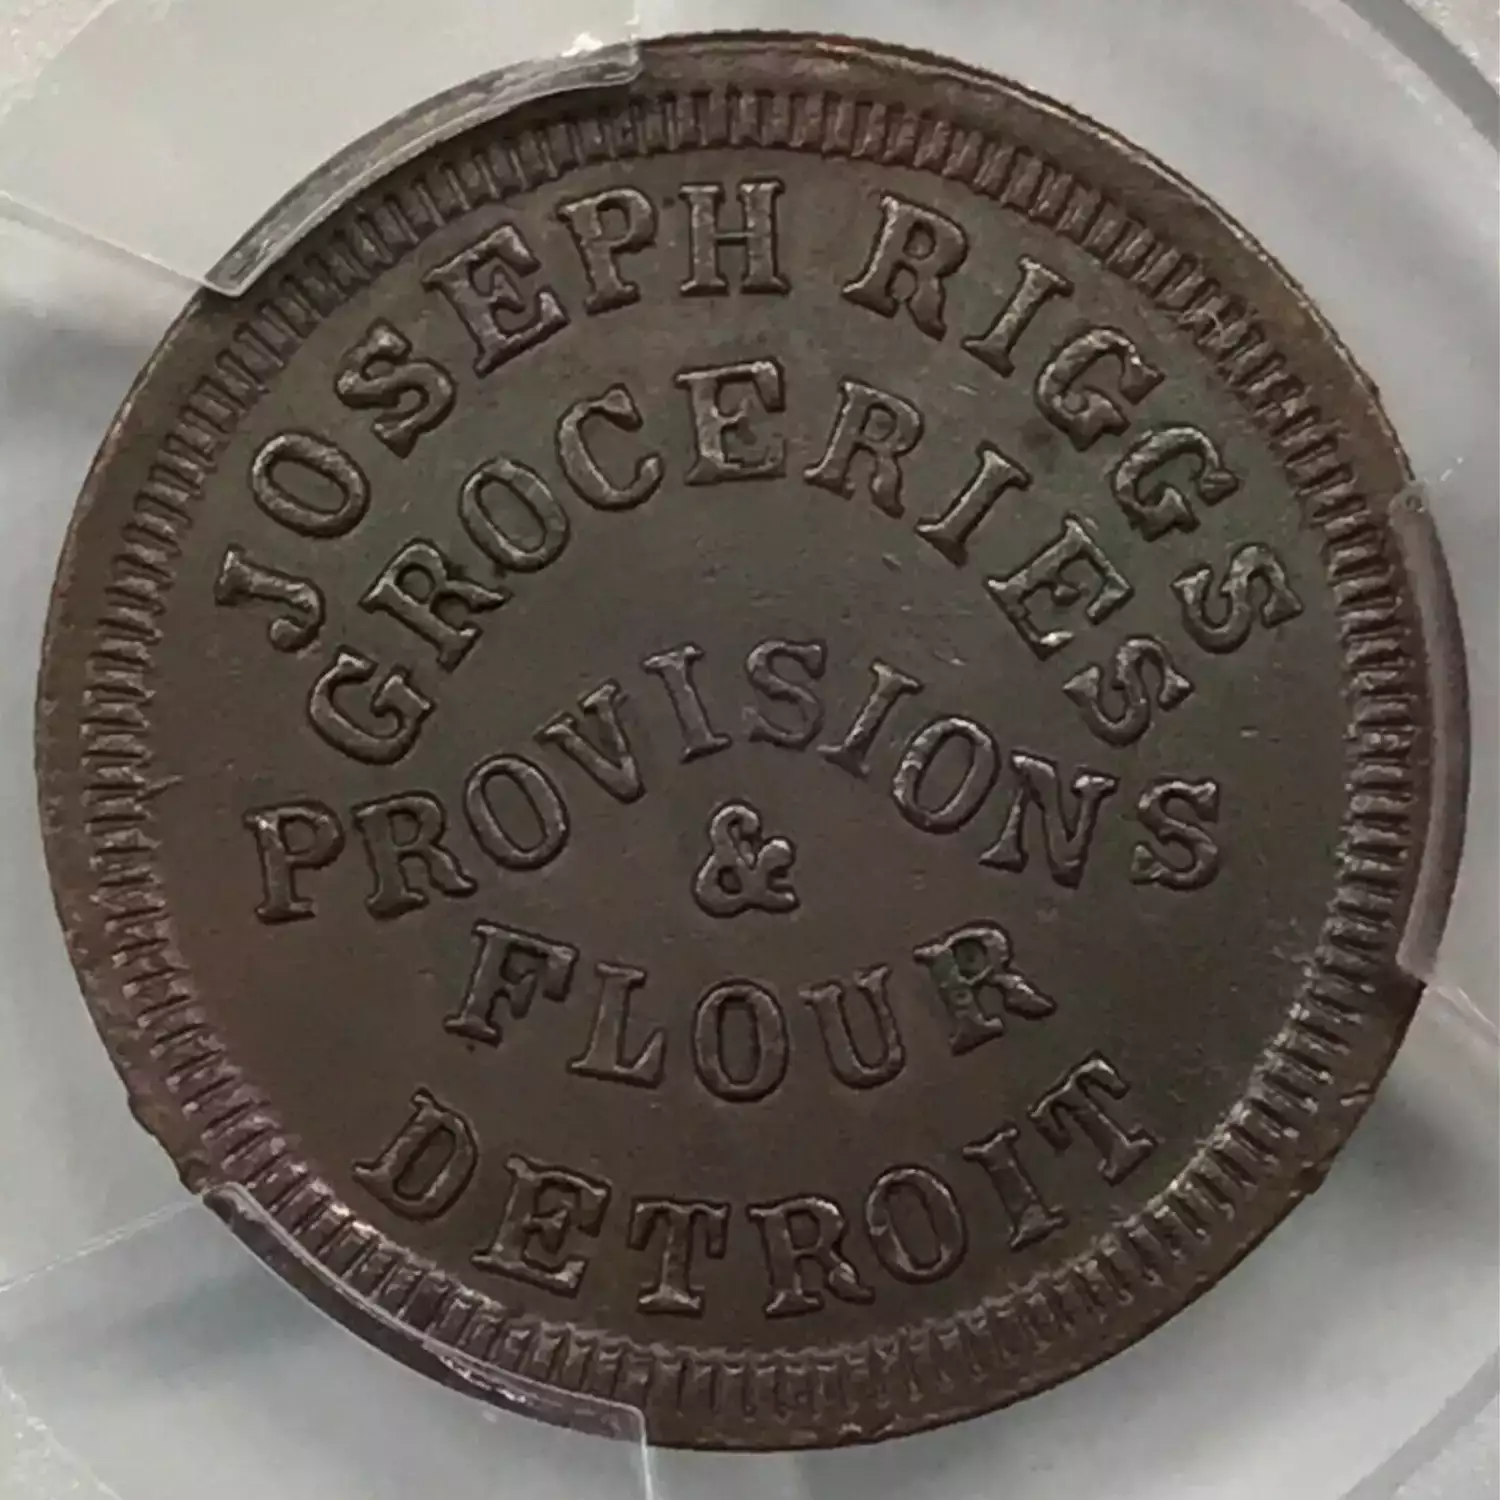 JOSEPH RIGGS
GROCERIES
PROVISIONS
&
FLOUR
DETROIT